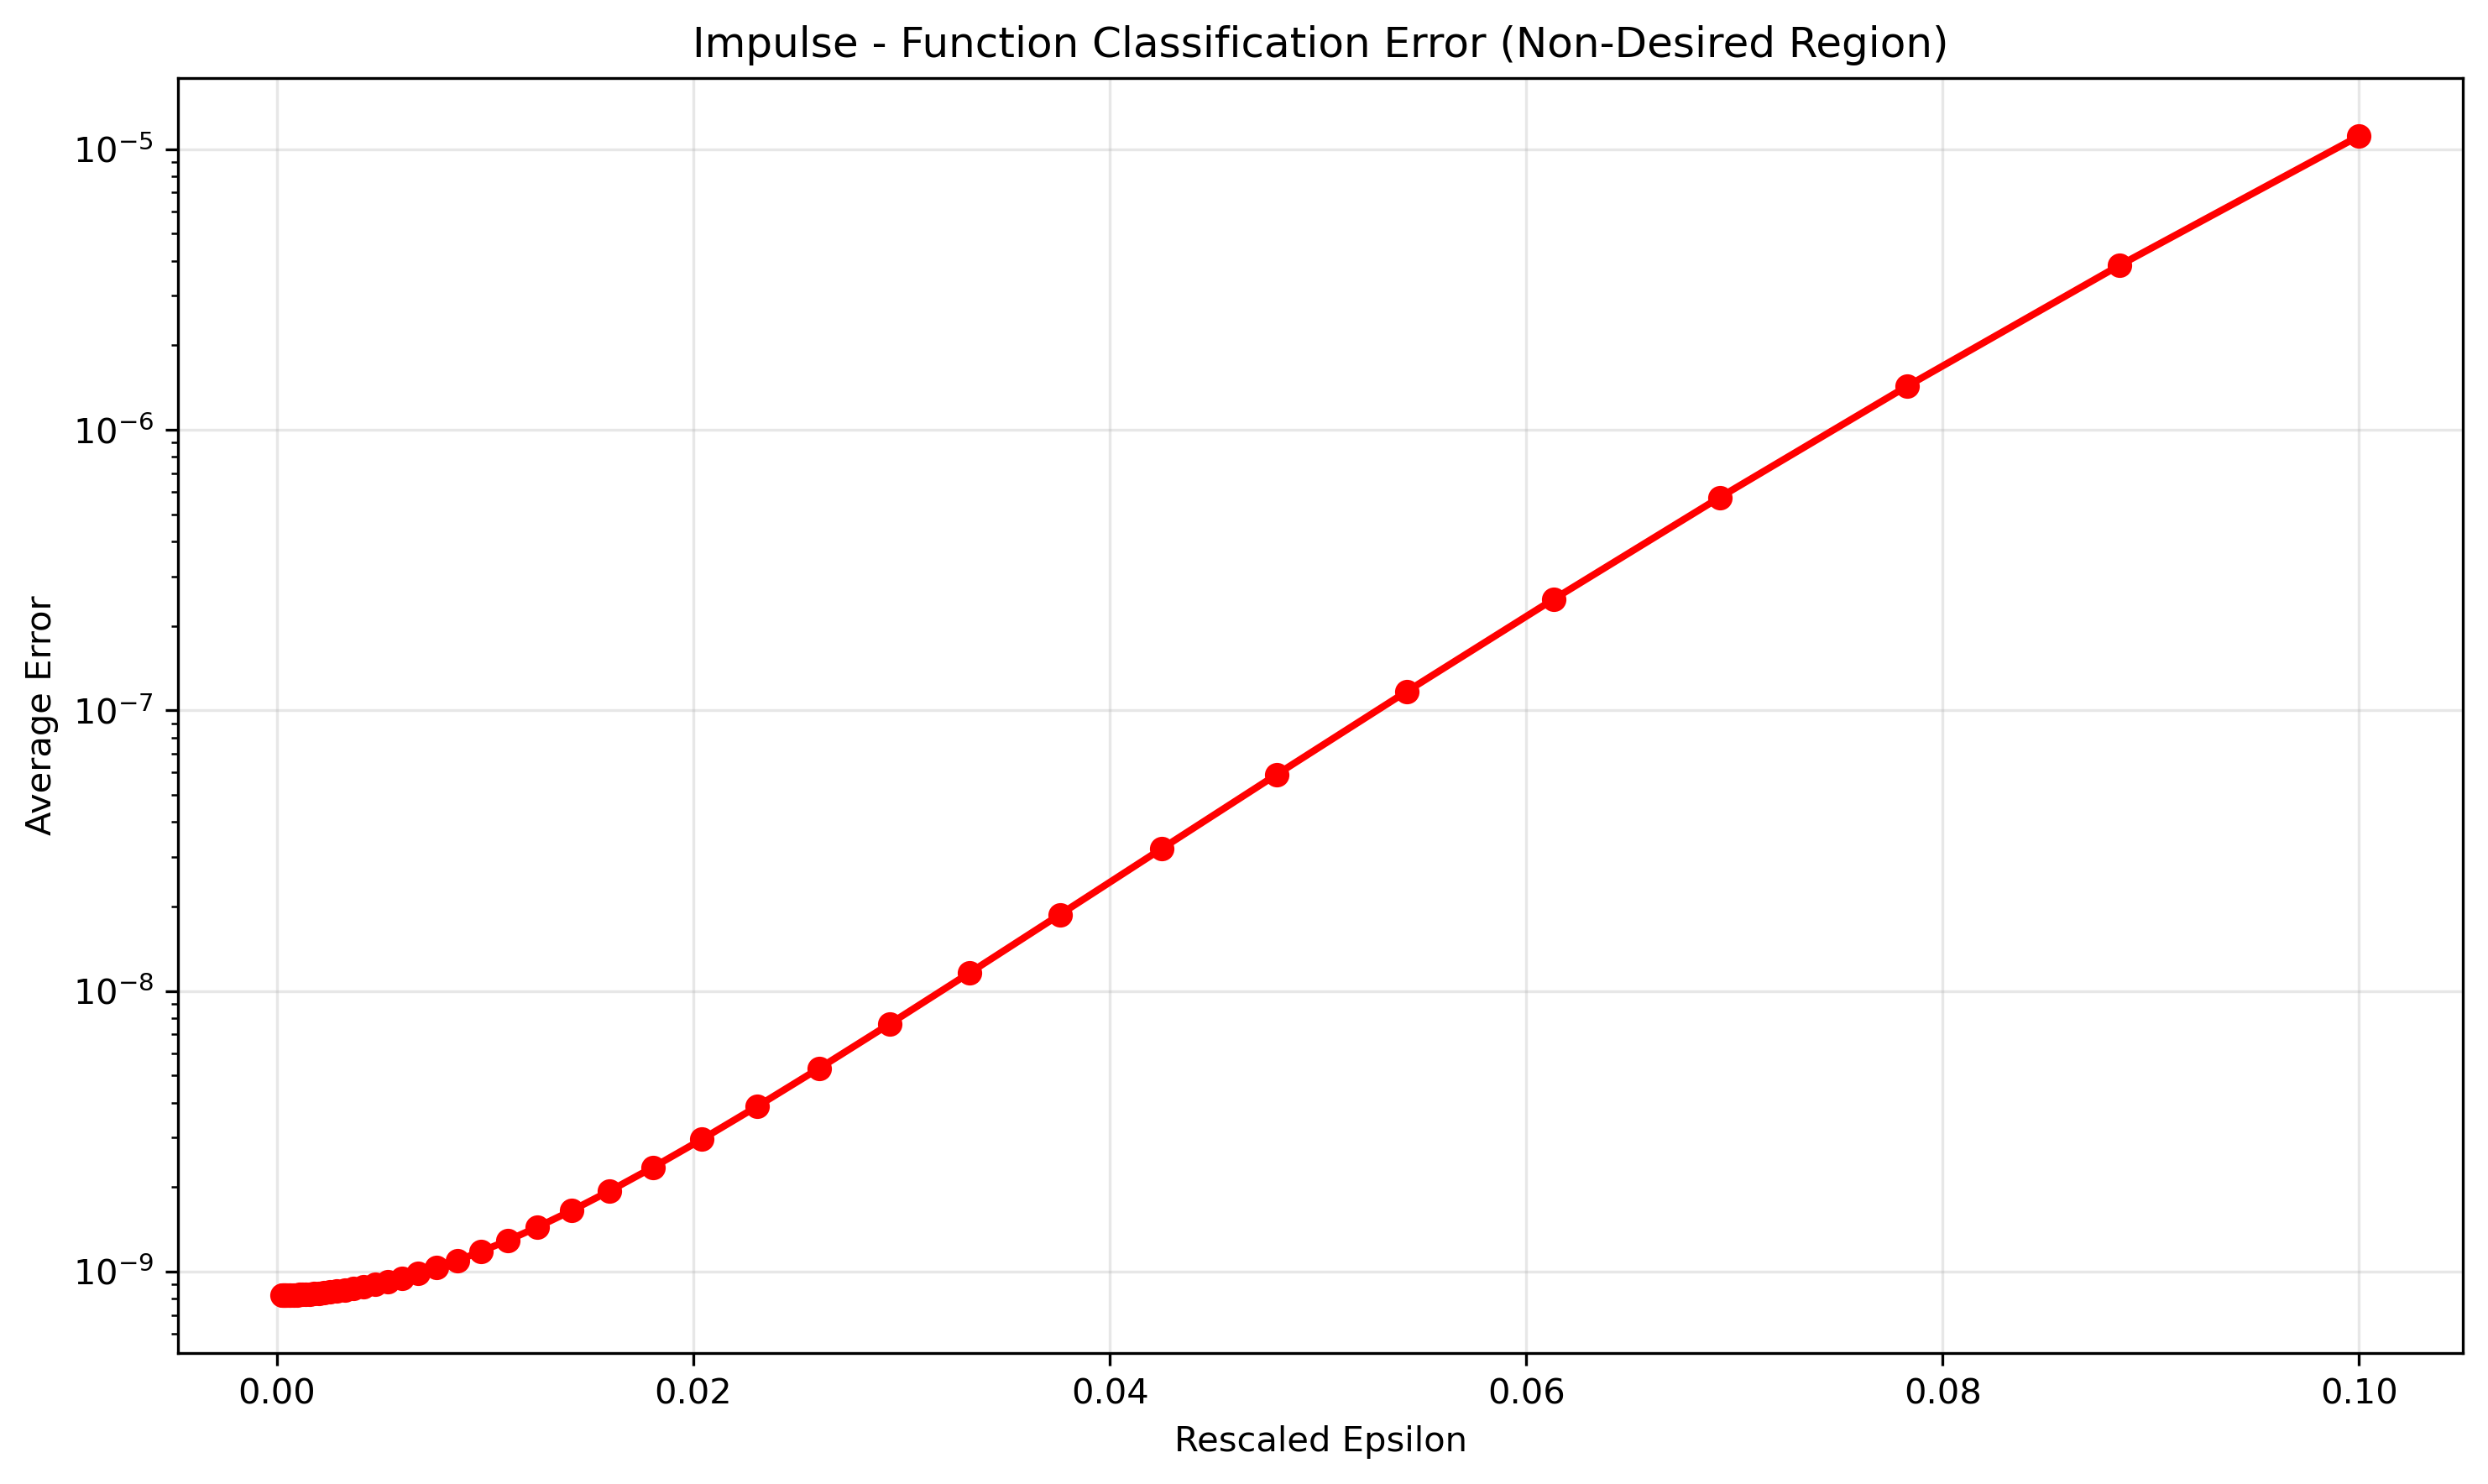 Impulse - Function Classification Error (Non-Desired Region)
10⁻⁵
10⁻⁶
10⁻⁷
10⁻⁸
10⁻⁹
Average Error
0.00 0.02 0.04 0.06 0.08 0.10
Rescaled Epsilon